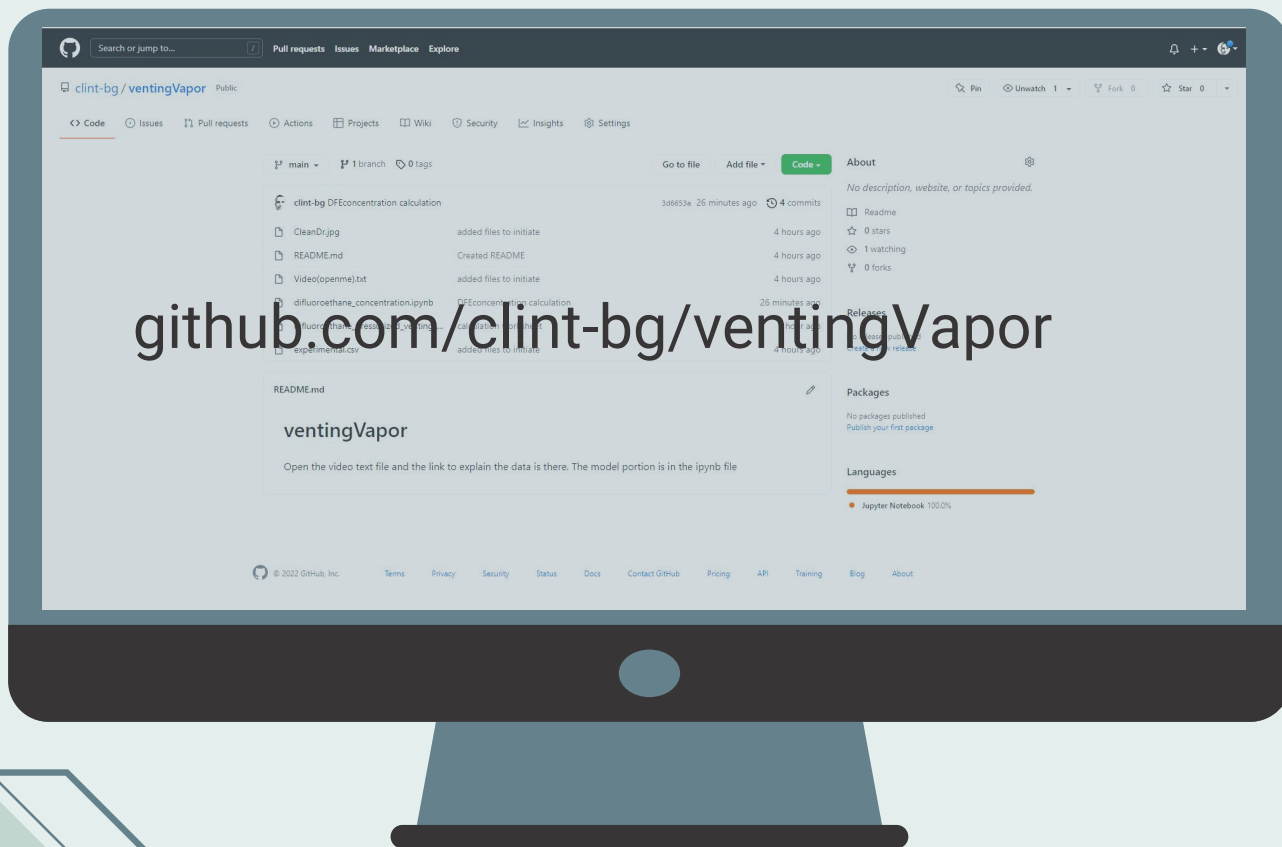 Search or jump to... / Pull requests Issues Marketplace Explore
clint-bg / ventingVapor Public
Pin Unwatch 1 Fork 0 Star 0
<> Code Issues Pull requests Actions Projects Wiki Security Insights Settings
main 1 branch 0 tags Go to file Add file Code
clint-bg DFEconcentration calculation 3d6653a 26 minutes ago 4 commits
CleanDr.jpg added files to initiate 4 hours ago
README.md Created README 4 hours ago
Video(openme).txt added files to initiate 4 hours ago
difluoroethane_concentration.ipynb DFEconcentration calculation 26 minutes ago
experimental.csv added files to initiate 4 hours ago
github.com/clint-bg/ventingVapor
README.md
ventingVapor
Open the video text file and the link to explain the data is there. The model portion is in the ipynb file
About
No description, website, or topics provided.
Readme
0 stars
1 watching
0 forks
Releases
Packages
No packages published
Publish your first package
Languages
Jupyter Notebook 100.0%
© 2022 GitHub, Inc. Terms Privacy Security Status Docs Contact GitHub Pricing API Training Blog About